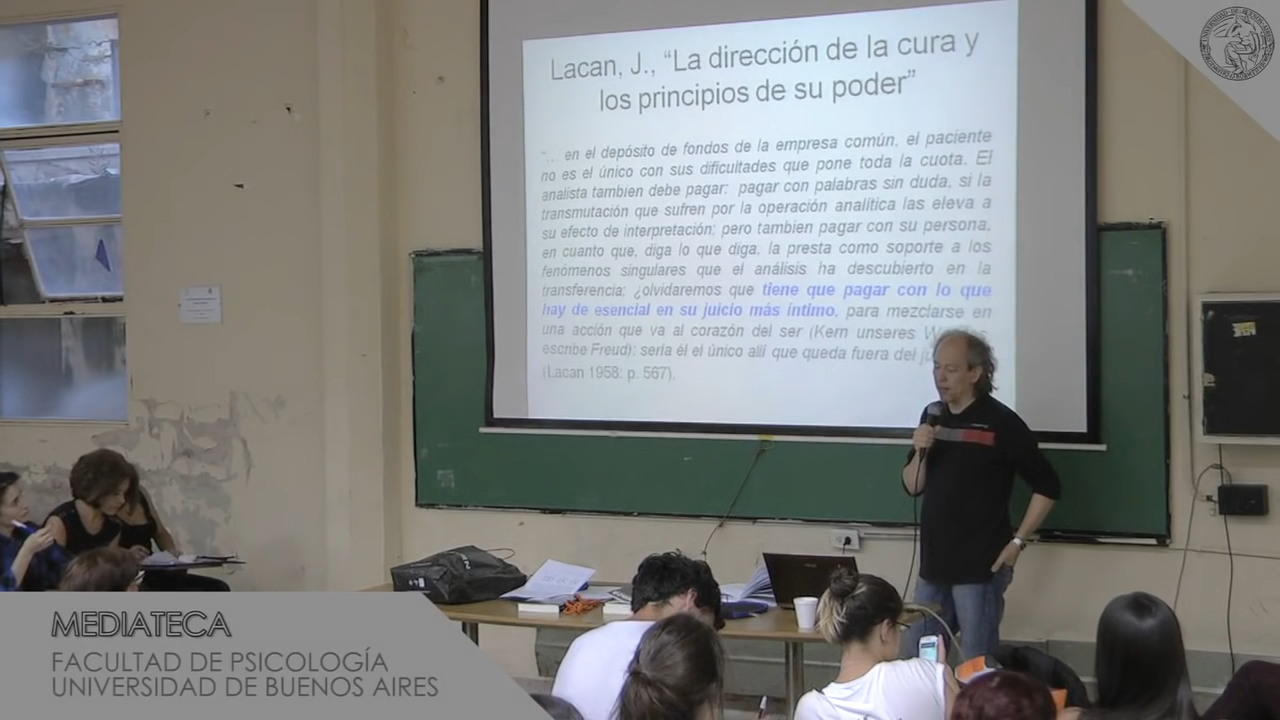 Lacan, J., “La dirección de la cura y
los principios de su poder”
“... en el depósito de fondos de la empresa común, el paciente
no es el único con sus dificultades que pone toda la cuota. El
analista tambien debe pagar: pagar con palabras sin duda, si la
transmutación que sufren por la operación analítica las eleva a
su efecto de interpretación; pero tambien pagar con su persona,
en cuanto que, diga lo que diga, la presta como soporte a los
fenómenos singulares que el análisis ha descubierto en la
transferencia; ¿olvidaremos que tiene que pagar con lo que
hay de esencial en su juicio más íntimo, para mezclarse en
una acción que va al corazón del ser (Kern unseres
escribe Freud): sería él el único allí que queda fuera del
(Lacan 1958: p. 567).
MEDIATECA
FACULTAD DE PSICOLOGÍA
UNIVERSIDAD DE BUENOS AIRES